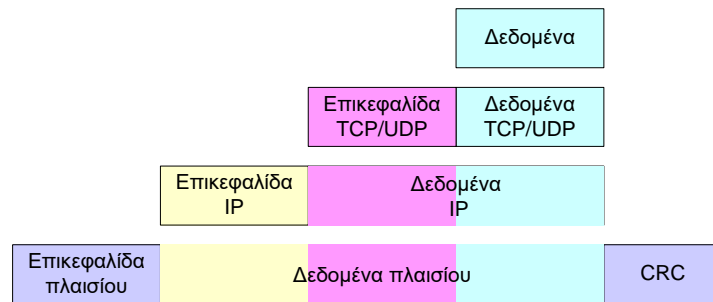 Δεδομένα
Επικεφαλίδα
TCP/UDP
Δεδομένα
TCP/UDP
Επικεφαλίδα
IP
Δεδομένα
IP
Επικεφαλίδα
πλαισίου
Δεδομένα πλαισίου
CRC